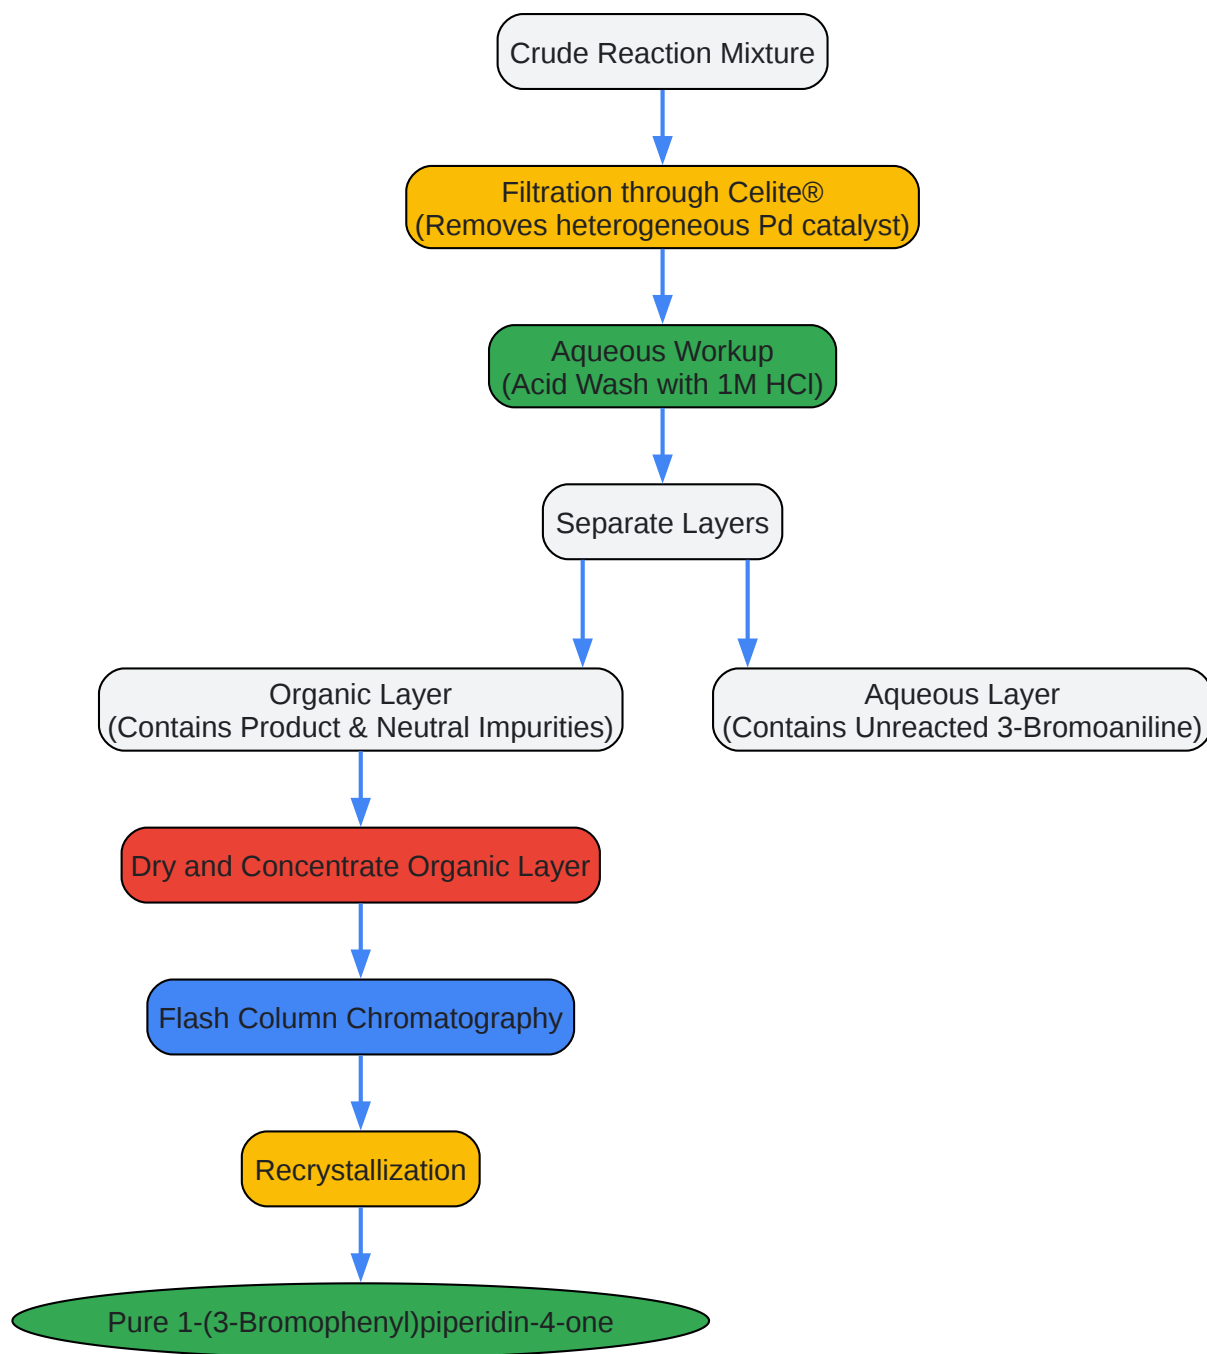 Crude Reaction Mixture
Filtration through Celite®
(Removes heterogeneous Pd catalyst)
Aqueous Workup
(Acid Wash with 1M HCl)
Separate Layers
Organic Layer
(Contains Product & Neutral Impurities)
Aqueous Layer
(Contains Unreacted 3-Bromoaniline)
Dry and Concentrate Organic Layer
Flash Column Chromatography
Recrystallization
Pure 1-(3-Bromophenyl)piperidin-4-one